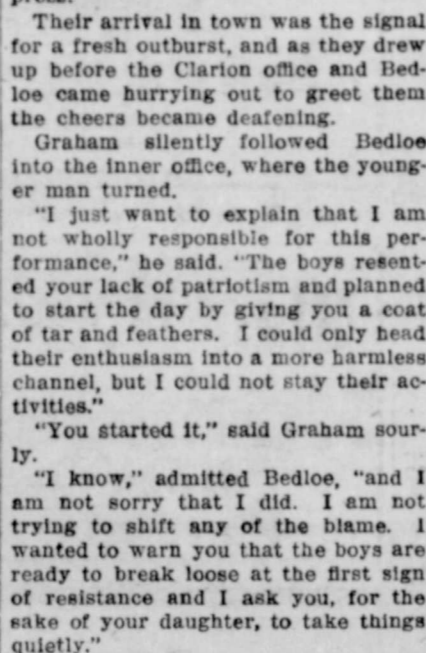 Their arrival in town was the signal
for a fresh outburst, and as they drew
up before the Clarion office and Bed-
loe came hurrying out to greet them
the cheers became deafening.
Graham silently followed Bedloe
into the inner office, where the young-
er man turned.
"I just want to explain that I am
not wholly responsible for this per-
formance," he said. "The boys resent-
ed your lack of patriotism and planned
to start the day by giving you a coat
of tar and feathers. I could only head
their enthusiasm into a more harmless
channel, but I could not stay their ac-
tivities."
"You started it," said Graham sour-
ly.
"I know," admitted Bedloe, "and I
am not sorry that I did. I am not
trying to shift any of the blame. I
wanted to warn you that the boys are
ready to break loose at the first sign
of resistance and I ask you, for the
sake of your daughter, to take things
quietly."